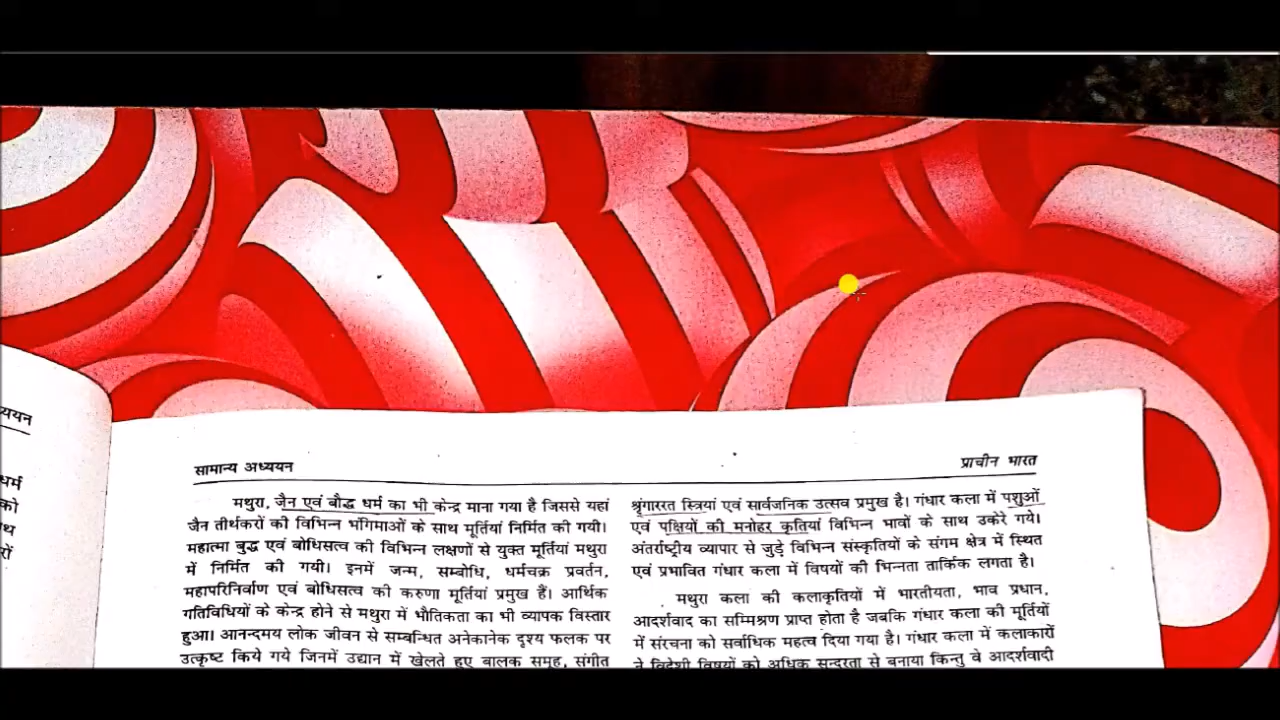 ध्ययन
धर्म
को
सामान्य अध्ययन
प्राचीन भारत
मथुरा, जैन एवं बौद्ध धर्म का भी केन्द्र माना गया है जिससे यहां
जैन तीर्थकरों की विभिन्न भंगिमाओं के साथ मूर्तियां निर्मित की गयी।
महात्मा बुद्ध एवं बोधिसत्व की विभिन्न लक्षणों से युक्त मूर्तियां मथुरा
में निर्मित की गयी। इनमें जन्म, सम्बोधि, धर्मचक्र प्रवर्तन,
महापरिनिर्वाण एवं बोधिसत्व की करुणा मूर्तियां प्रमुख हैं। आर्थिक
गतिविधियों के केन्द्र होने से मथुरा में भौतिकता का भी व्यापक विस्तार
हुआ। आनन्दमय लोक जीवन से सम्बन्धित अनेकानेक दृश्य फलक पर
उत्कृष्ट किये गये जिनमें उद्यान में खेलते हुए बालक समूह, संगीत
श्रृंगाररत स्त्रियां एवं सार्वजनिक उत्सव प्रमुख है। गंधार कला में पशुओं
एवं पक्षियों की मनोहर कृतियां विभिन्न भावों के साथ उकेरे गये।
अंतर्राष्ट्रीय व्यापार से जुड़े विभिन्न संस्कृतियों के संगम क्षेत्र में स्थित
एवं प्रभावित गंधार कला में विषयों की भिन्नता तार्किक लगता है।
मथुरा कला की कलाकृतियों में भारतीयता, भाव प्रधान,
आदर्शवाद का सम्मिश्रण प्राप्त होता है जबकि गंधार कला की मूर्तियों
में संरचना को सर्वाधिक महत्व दिया गया है। गंधार कला में कलाकारों
ने विदेशी विषयों को अधिक सुन्दरता से बनाया किन्तु वे आदर्शवादी